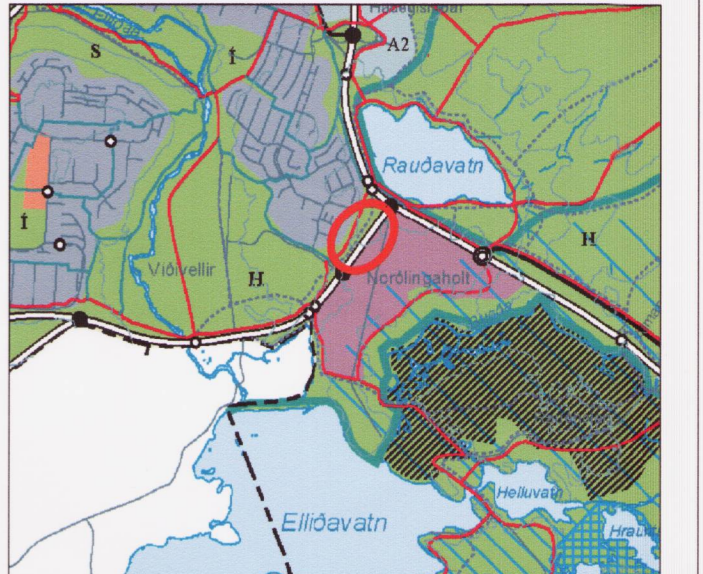 S
Í
A2
Rauðavatn
Í
Víðivellir
H
Norðlingaholt
H
Elliðavatn
Helluvatn